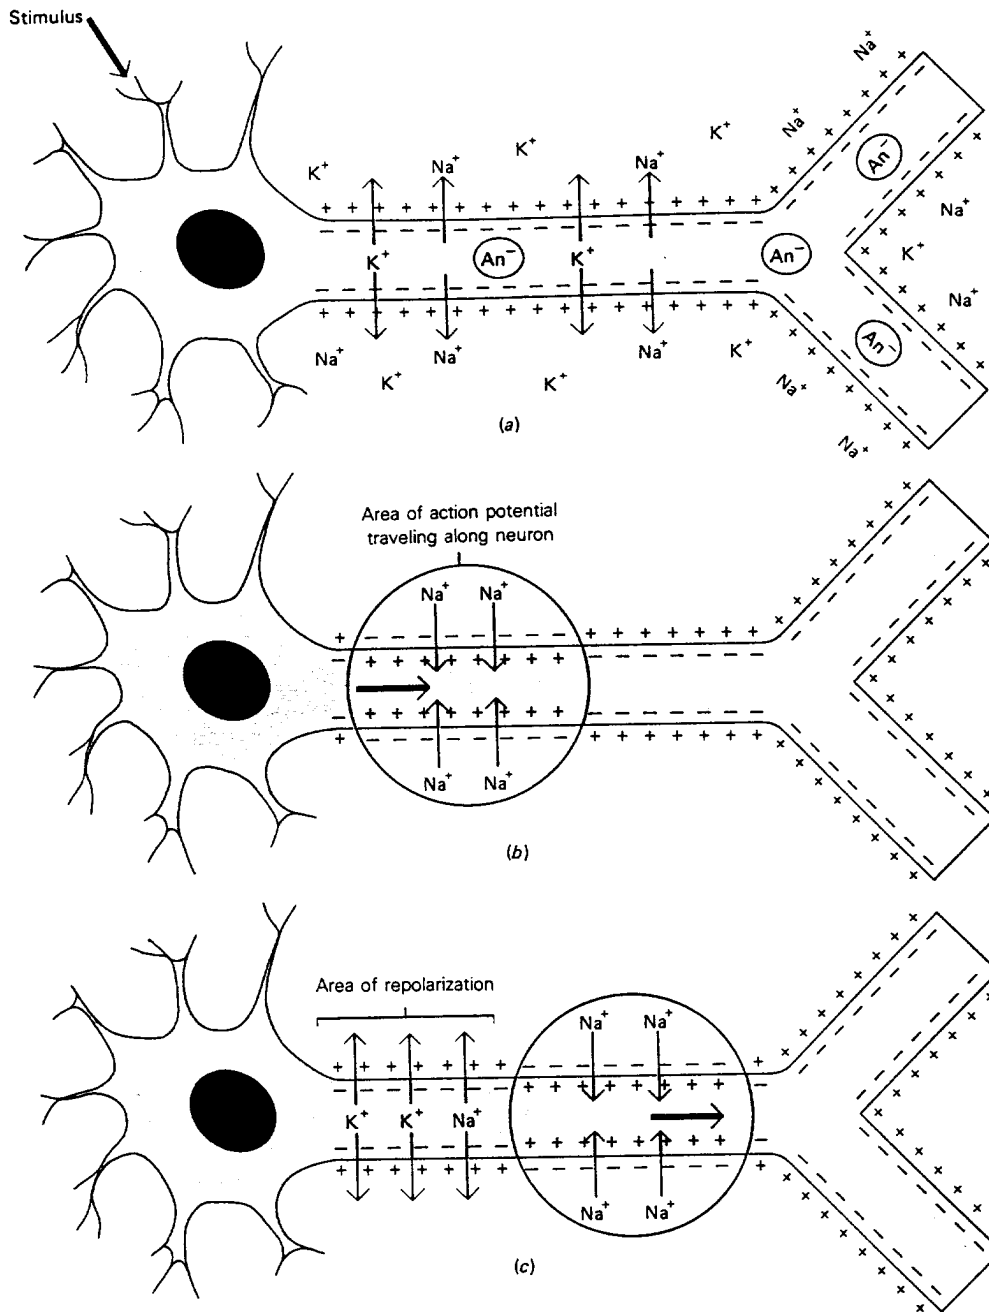 Stimulus
Na⁺
Na⁺
K⁺
K⁺
Na⁺
K⁺
Na⁺
+ + + + + + + + + + + + + + + + +
− − − − − − − − − − − − − − − − −
An⁻
K⁺
An⁻
K⁺
An⁻
Na⁺
K⁺
Na⁺
An⁻
Na⁺
Na⁺
Na⁺
K⁺
K⁺
K⁺
Na⁺
Na⁺
(a)
Area of action potential
traveling along neuron
Na⁺ Na⁺
Na⁺ Na⁺
(b)
Area of repolarization
Na⁺ Na⁺
K⁺ K⁺ Na⁺
Na⁺ Na⁺
(c)